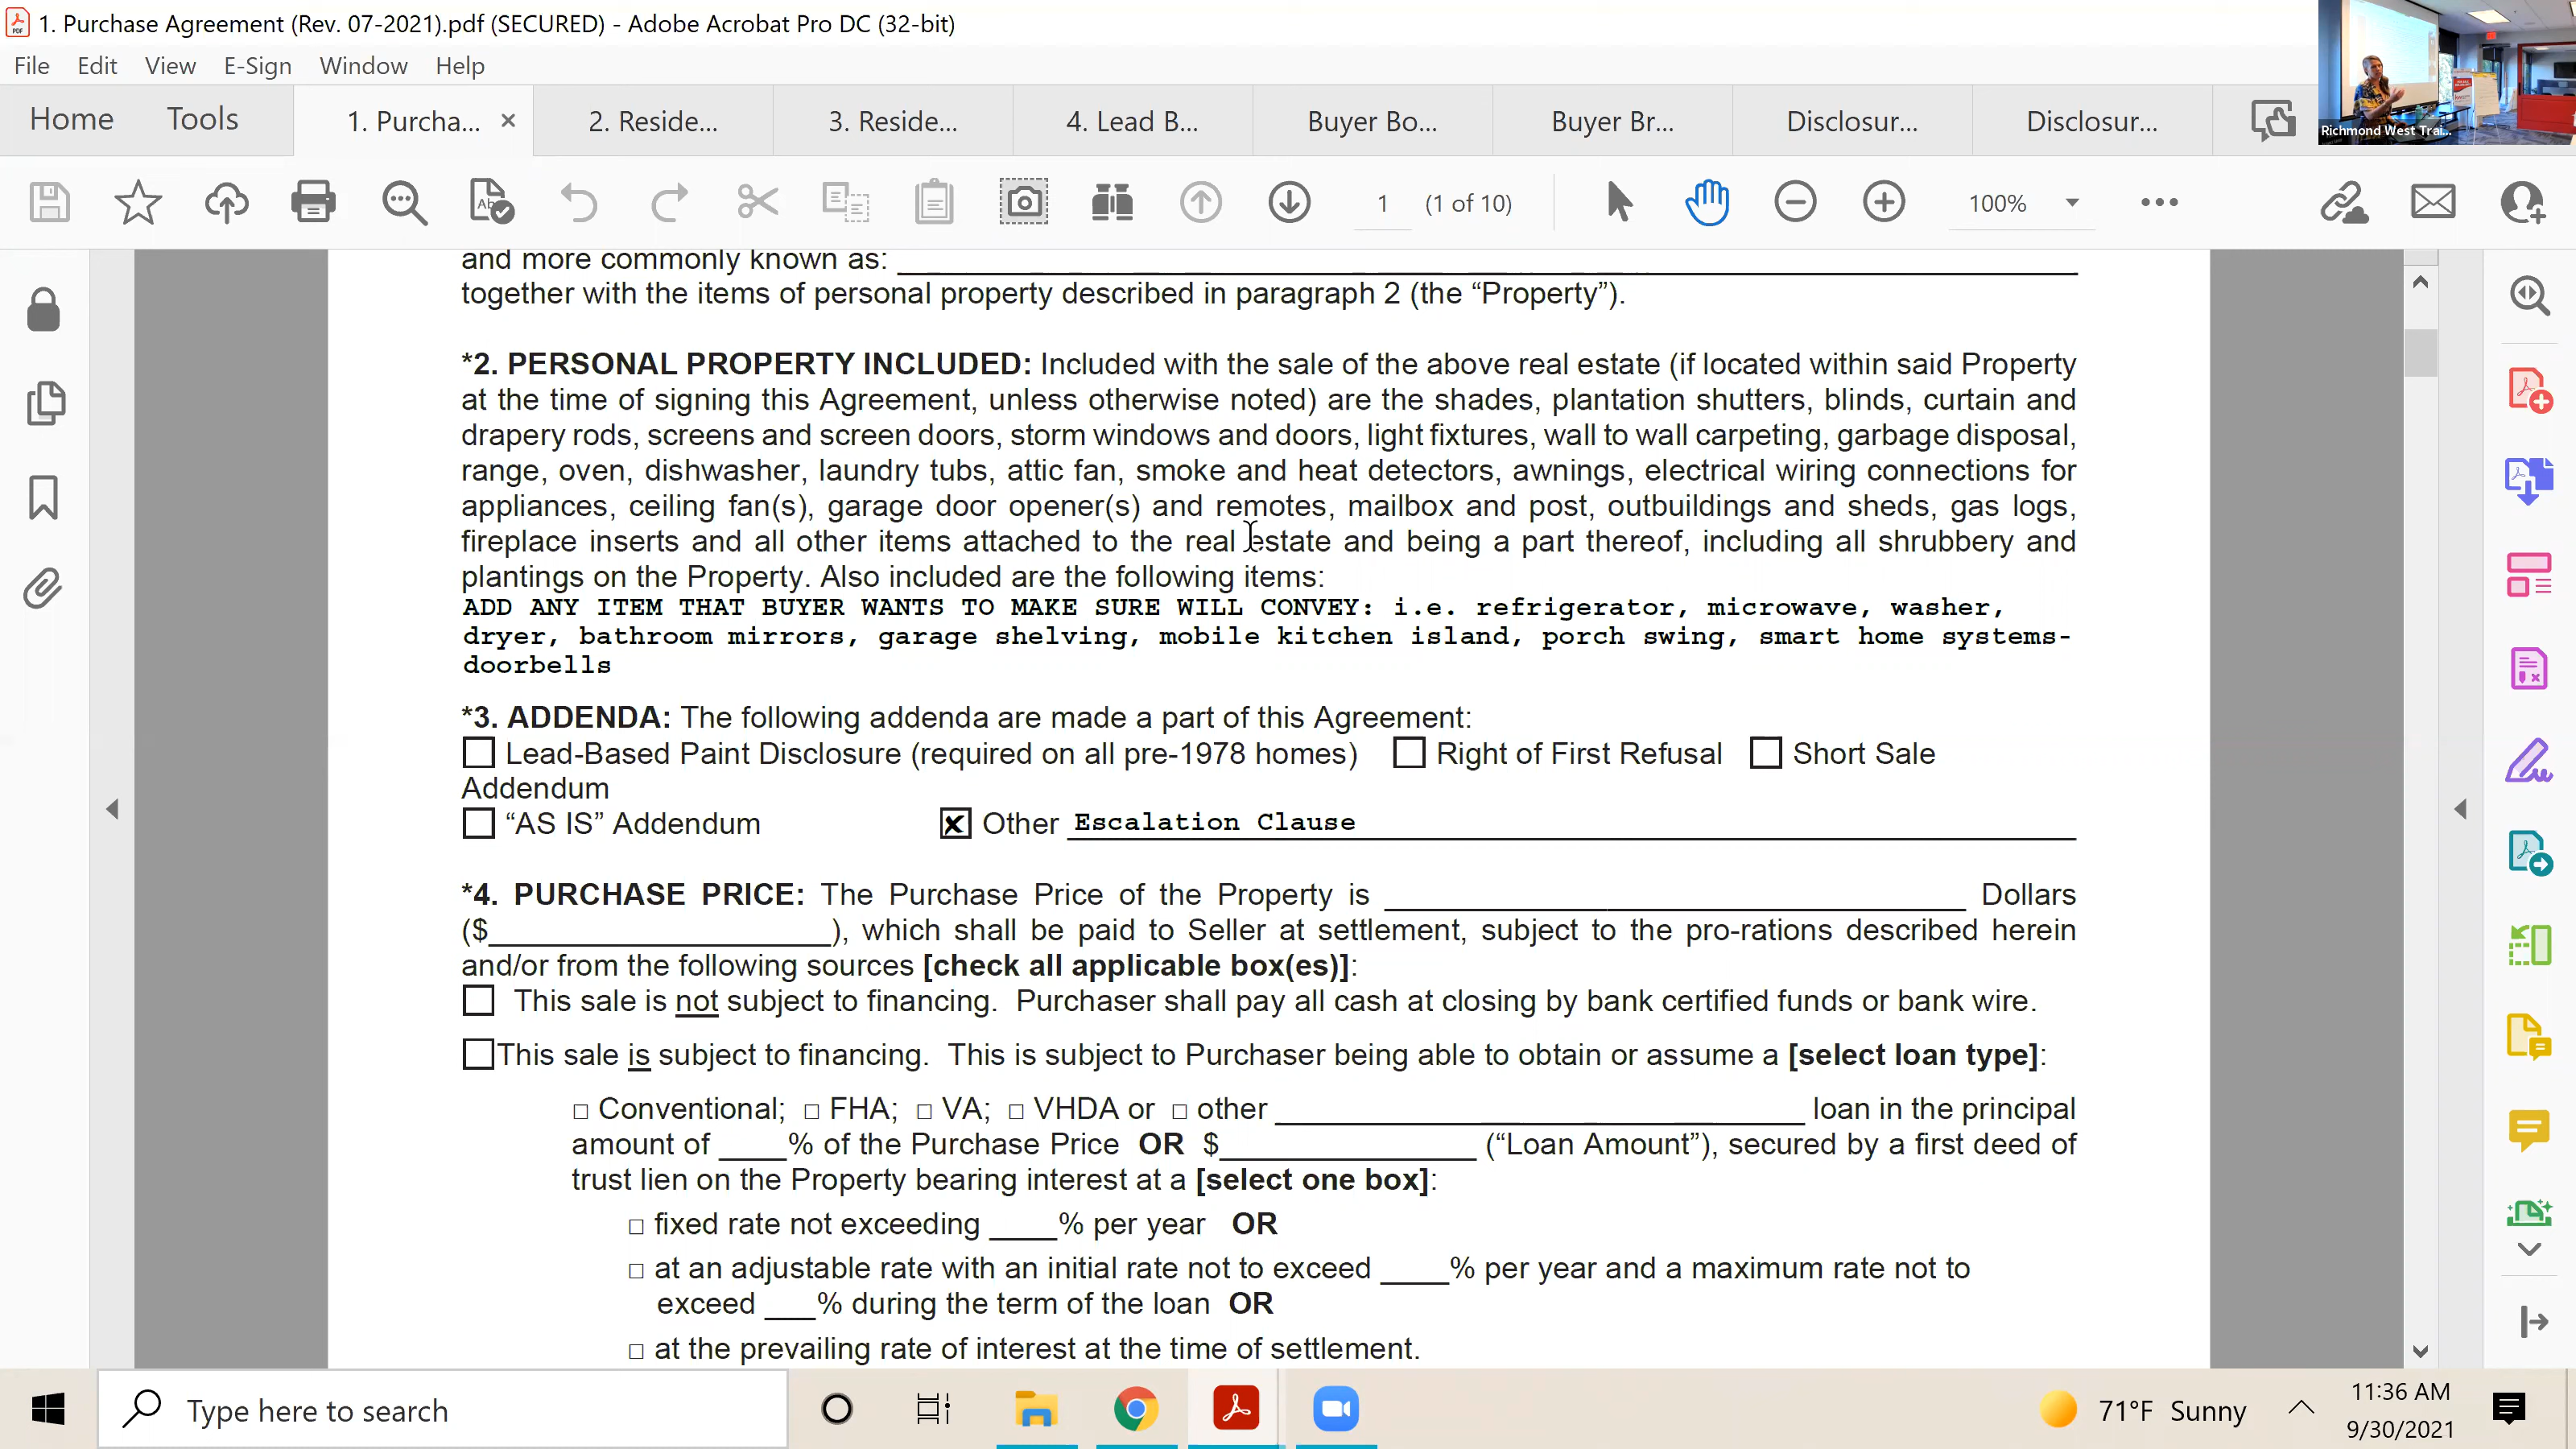 1. Purchase Agreement (Rev. 07-2021).pdf (SECURED) - Adobe Acrobat Pro DC (32-bit)
File Edit View E-Sign Window Help
Home Tools 1. Purcha... × 2. Reside... 3. Reside... 4. Lead B... Buyer Bo... Buyer Br... Disclosur... Disclosur...
Richmond West Trai...
1 (1 of 10) 100%
and more commonly known as:
together with the items of personal property described in paragraph 2 (the “Property”).
*2. PERSONAL PROPERTY INCLUDED: Included with the sale of the above real estate (if located within said Property
at the time of signing this Agreement, unless otherwise noted) are the shades, plantation shutters, blinds, curtain and
drapery rods, screens and screen doors, storm windows and doors, light fixtures, wall to wall carpeting, garbage disposal,
range, oven, dishwasher, laundry tubs, attic fan, smoke and heat detectors, awnings, electrical wiring connections for
appliances, ceiling fan(s), garage door opener(s) and remotes, mailbox and post, outbuildings and sheds, gas logs,
fireplace inserts and all other items attached to the real estate and being a part thereof, including all shrubbery and
plantings on the Property. Also included are the following items:
ADD ANY ITEM THAT BUYER WANTS TO MAKE SURE WILL CONVEY: i.e. refrigerator, microwave, washer,
dryer, bathroom mirrors, garage shelving, mobile kitchen island, porch swing, smart home systems-
doorbells
*3. ADDENDA: The following addenda are made a part of this Agreement:
Lead-Based Paint Disclosure (required on all pre-1978 homes) Right of First Refusal Short Sale
Addendum
“AS IS” Addendum Other Escalation Clause
*4. PURCHASE PRICE: The Purchase Price of the Property is ____ Dollars
($____), which shall be paid to Seller at settlement, subject to the pro-rations described herein
and/or from the following sources [check all applicable box(es)]:
This sale is not subject to financing. Purchaser shall pay all cash at closing by bank certified funds or bank wire.
This sale is subject to financing. This is subject to Purchaser being able to obtain or assume a [select loan type]:
Conventional; FHA; VA; VHDA or other ____ loan in the principal
amount of ____% of the Purchase Price OR $____ (“Loan Amount”), secured by a first deed of
trust lien on the Property bearing interest at a [select one box]:
fixed rate not exceeding ____% per year OR
at an adjustable rate with an initial rate not to exceed ____% per year and a maximum rate not to
exceed ___% during the term of the loan OR
at the prevailing rate of interest at the time of settlement.
Type here to search
71°F Sunny
11:36 AM
9/30/2021